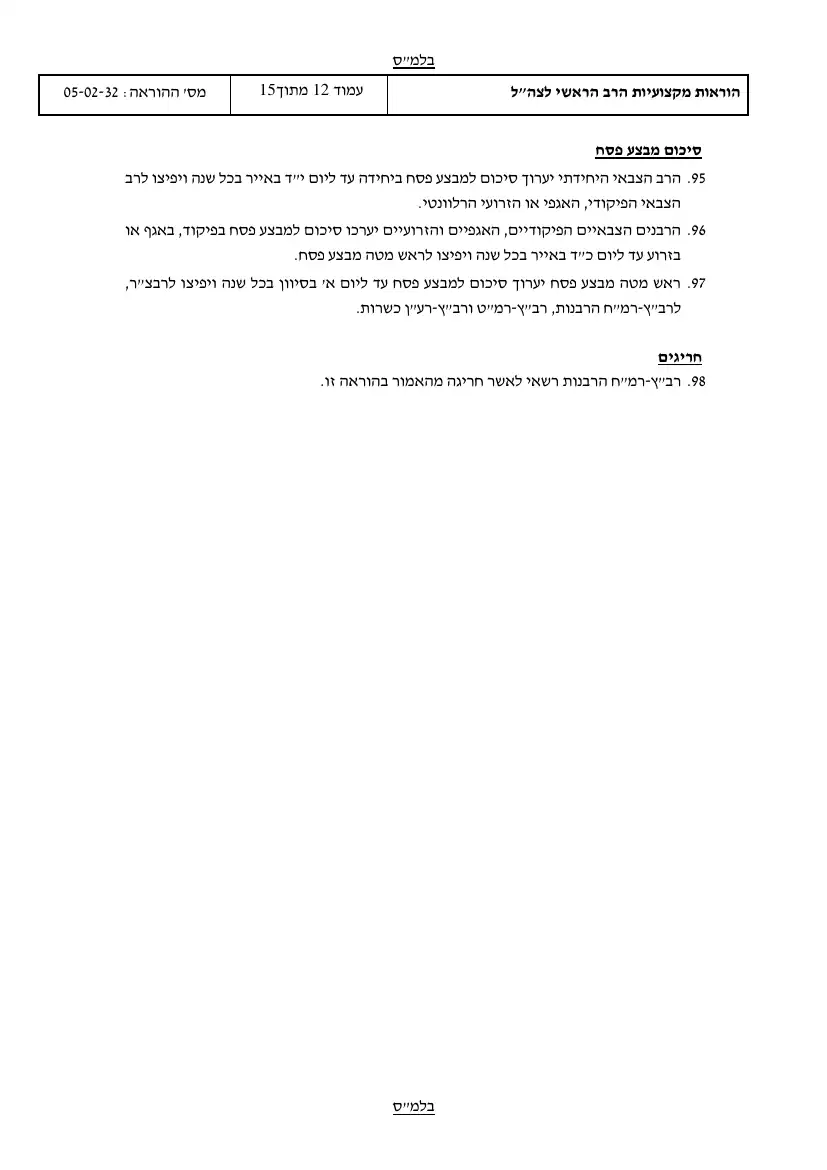 בלמ״ס
הוראות מקצועיות הרב הראשי לצה״ל
עמוד 12 מתוך15
מס׳ ההוראה: 05-02-32
סיכום מבצע פסח
95. הרב הצבאי היחידתי יערוך סיכום למבצע פסח ביחידה עד ליום י״ד באייר בכל שנה ויפיצו לרב
הצבאי הפיקודי, האגפי או הזרועי הרלוונטי.
96. הרבנים הצבאיים הפיקודיים, האגפיים והזרועיים יערכו סיכום למבצע פסח בפיקוד, באגף או
בזרוע עד ליום כ״ד באייר בכל שנה ויפיצו לראש מטה מבצע פסח.
97. ראש מטה מבצע פסח יערוך סיכום למבצע פסח עד ליום א׳ בסיוון בכל שנה ויפיצו לרבצ״ר,
לרב״ץ-רמ״ח הרבנות, רב״ץ-רמ״ט ורב״ץ-רע״ן כשרות.
חריגים
98. רב״ץ-רמ״ח הרבנות רשאי לאשר חריגה מהאמור בהוראה זו.
בלמ״ס